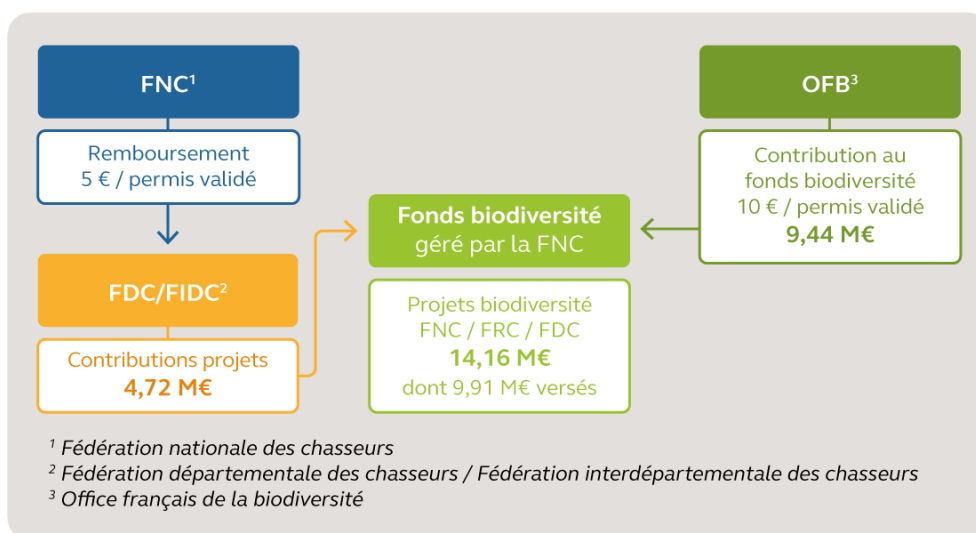 FNC¹
Remboursement
5 € / permis validé
FDC/FIDC²
Contributions projets
4,72 M€
Fonds biodiversité
géré par la FNC
Projets biodiversité
FNC / FRC / FDC
14,16 M€
dont 9,91 M€ versés
OFB³
Contribution au
fonds biodiversité
10 € / permis validé
9,44 M€
¹ Fédération nationale des chasseurs
² Fédération départementale des chasseurs / Fédération interdépartementale des chasseurs
³ Office français de la biodiversité